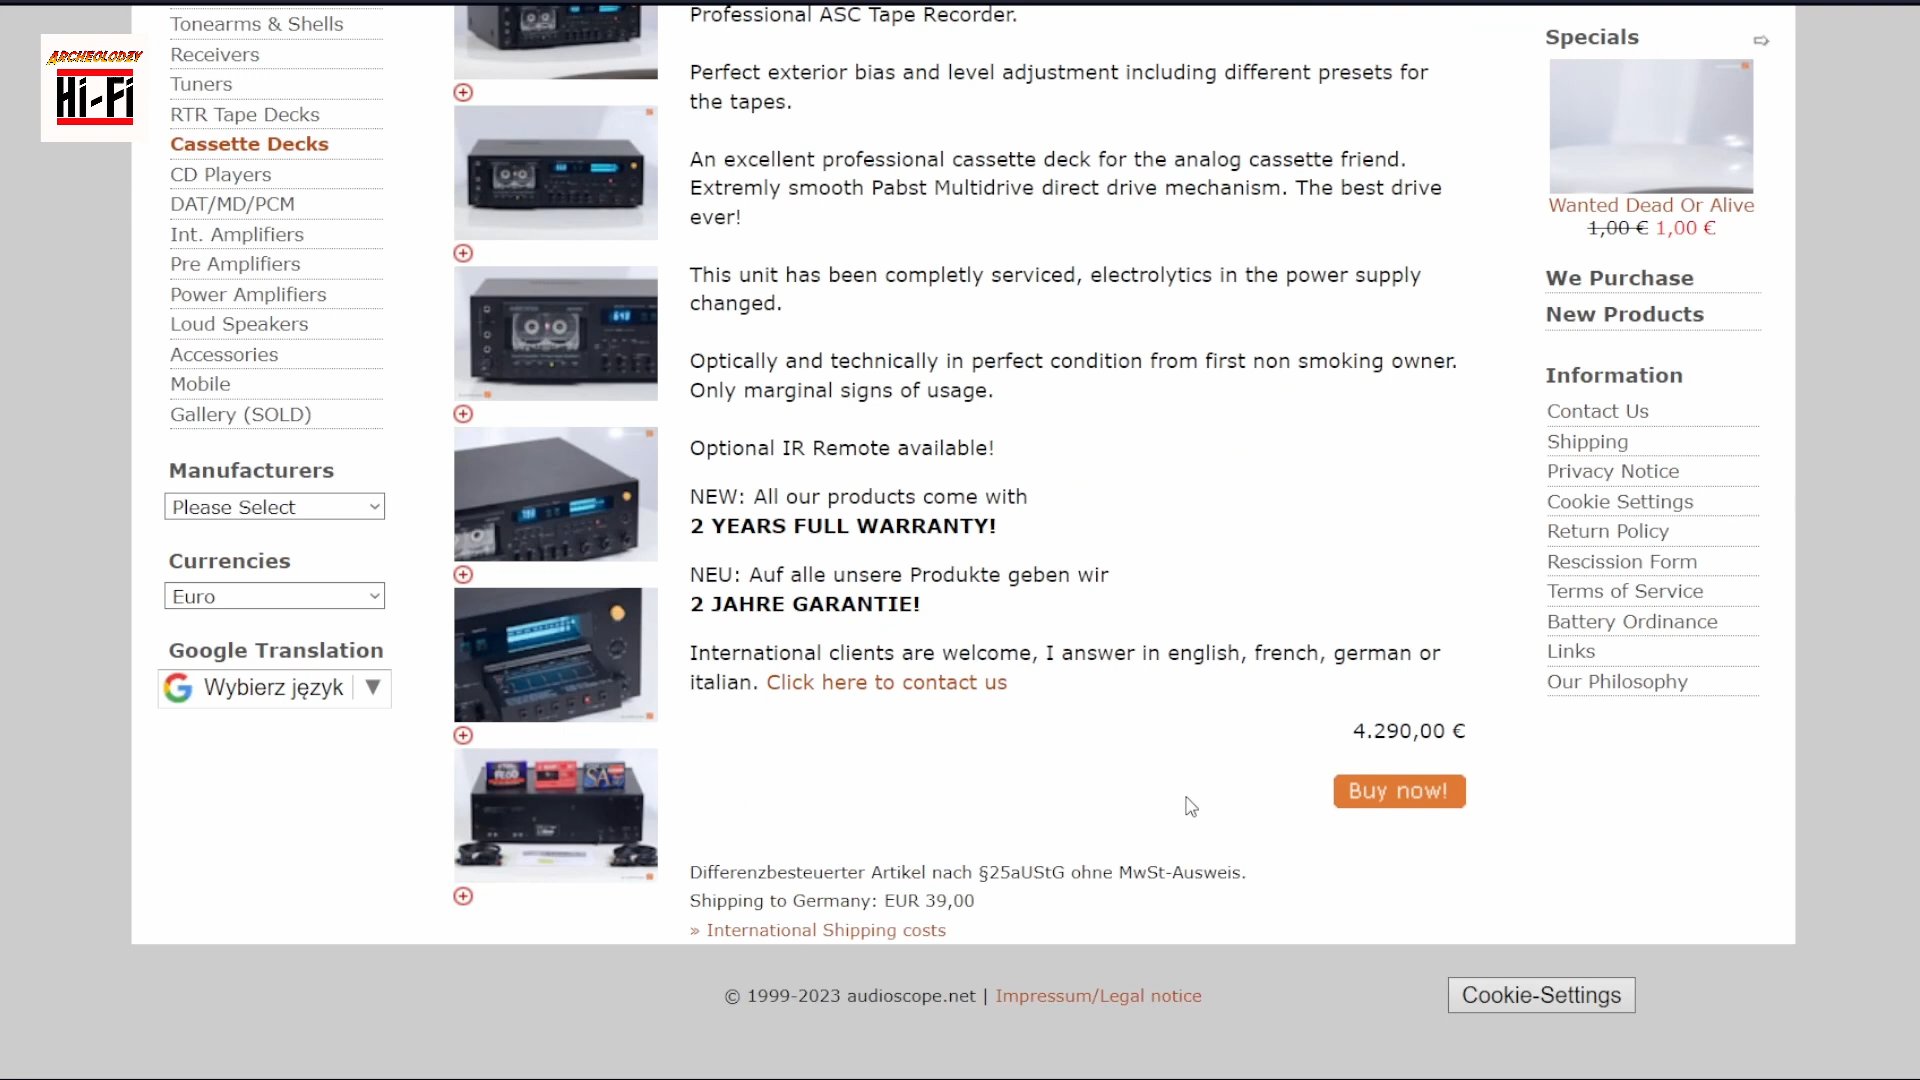 ARCHEOLODZY
Hi-Fi
Tonearms & Shells
Receivers
Tuners
RTR Tape Decks
Cassette Decks
CD Players
DAT/MD/PCM
Int. Amplifiers
Pre Amplifiers
Power Amplifiers
Loud Speakers
Accessories
Mobile
Gallery (SOLD)
Manufacturers
Please Select
Currencies
Euro
Google Translation
Wybierz język
Professional ASC Tape Recorder.
Perfect exterior bias and level adjustment including different presets for
the tapes.
An excellent professional cassette deck for the analog cassette friend.
Extremly smooth Pabst Multidrive direct drive mechanism. The best drive
ever!
This unit has been completly serviced, electrolytics in the power supply
changed.
Optically and technically in perfect condition from first non smoking owner.
Only marginal signs of usage.
Optional IR Remote available!
NEW: All our products come with
2 YEARS FULL WARRANTY!
NEU: Auf alle unsere Produkte geben wir
2 JAHRE GARANTIE!
International clients are welcome, I answer in english, french, german or
italian. Click here to contact us
4.290,00 €
Buy now!
SA
Differenzbesteuerter Artikel nach §25aUStG ohne MwSt-Ausweis.
Shipping to Germany: EUR 39,00
» International Shipping costs
Specials
Wanted Dead Or Alive
1,00 € 1,00 €
We Purchase
New Products
Information
Contact Us
Shipping
Privacy Notice
Cookie Settings
Return Policy
Rescission Form
Terms of Service
Battery Ordinance
Links
Our Philosophy
© 1999-2023 audioscope.net | Impressum/Legal notice
Cookie-Settings